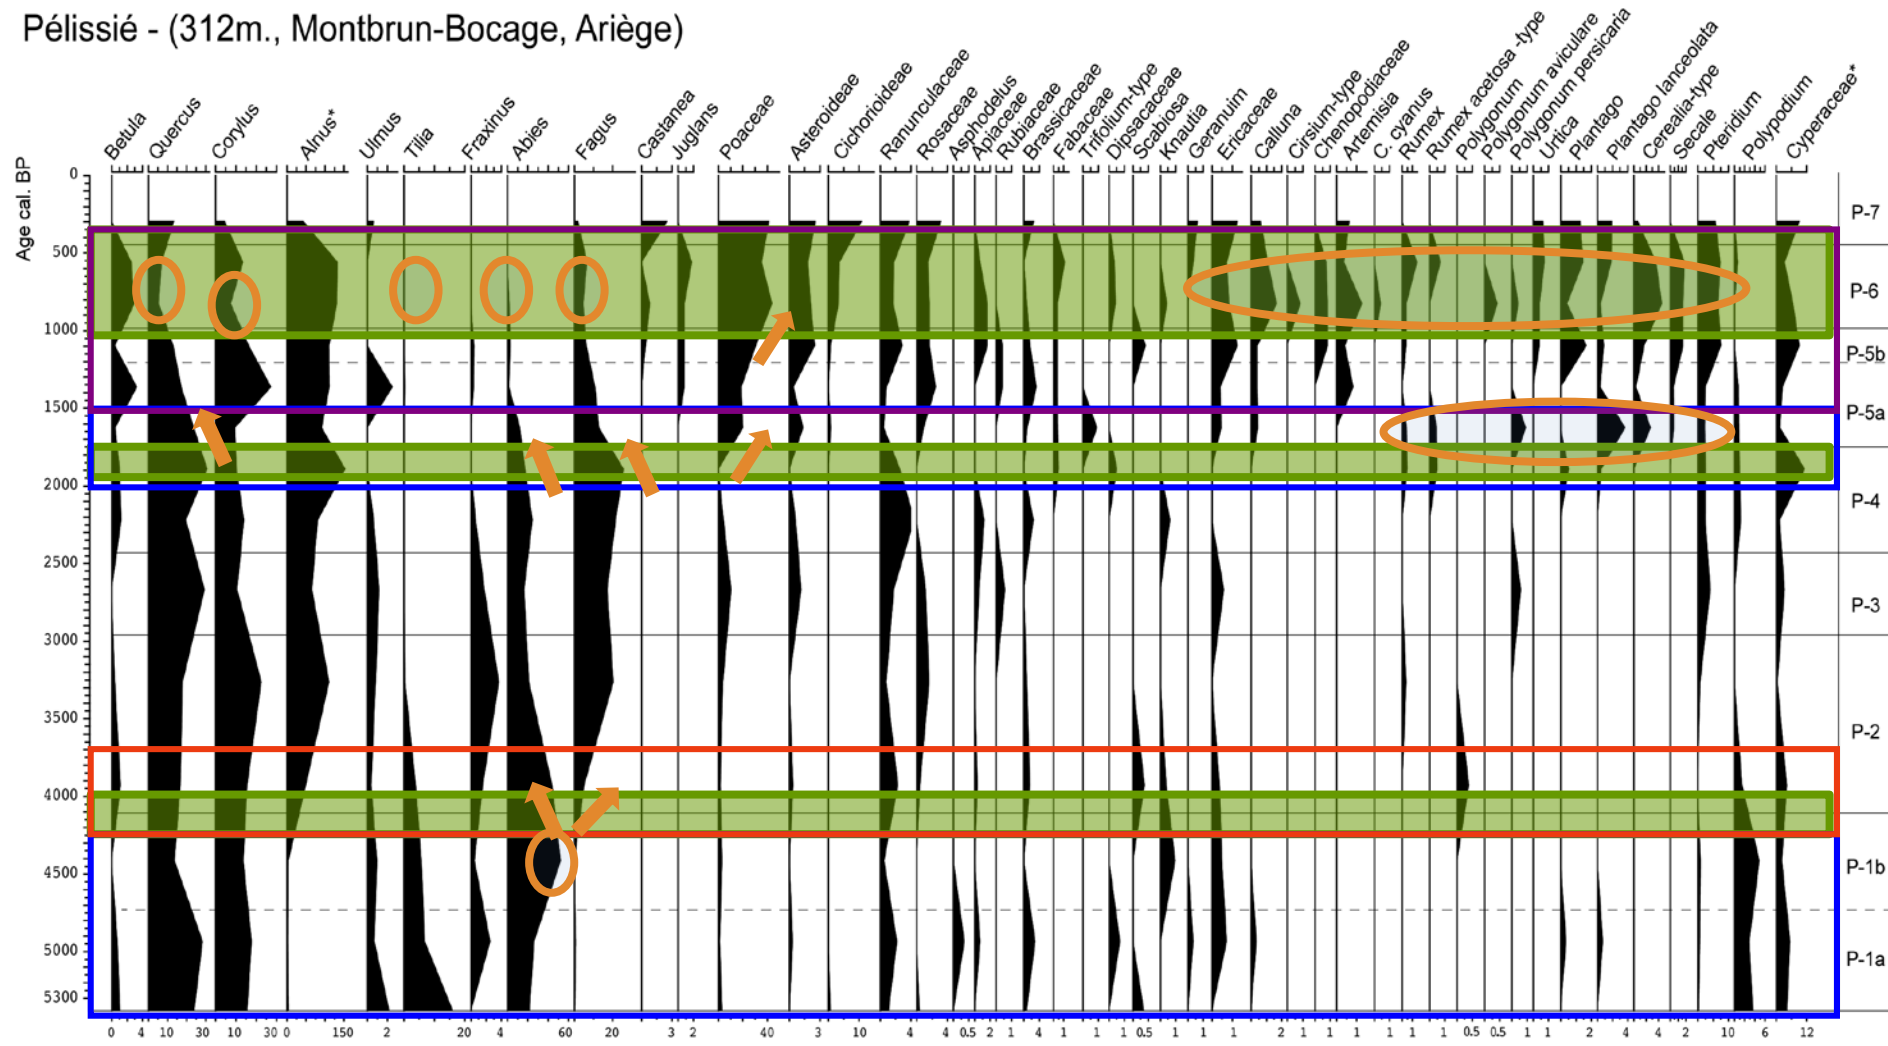 Pélissié - (312m., Montbrun-Bocage, Ariège)
Betula
Quercus
Corylus
Alnus*
Ulmus
Tillia
Fraxinus
Abies
Fagus
Castanea
Juglans
Poaceae
Asteroideae
Cichorioideae
Ranunculaceae
Rosaceae
Asphodelus
Apiaceae
Rubiaceae
Brassicaceae
Fabaceae
Trifolium-type
Dipsacaceae
Scabiosa
Knautia
Geranuim
Ericaceae
Calluna
Cirsium-type
Chenopodiaceae
Artemisia
C. cyanus
Rumex
Rumex acetosa -type
Polygonum
Polygonum aviculare
Polygonum persicaria
Urtica
Plantago
Plantago lanceolata
Cerealia-type
Secale
Pteridium
Polypodium
Cyperaceae*
Age cal. BP
0
500
1000
1500
2000
2500
3000
3500
4000
4500
5000
5300
P-7
P-6
P-5b
P-5a
P-4
P-3
P-2
P-1b
P-1a
0 4 10 30 10 30 0 150 2 20 4 60 20 3 2 40 3 10 4 4 0.5 2 1 4 1 1 1 0.5 1 1 1 2 1 1 1 1 1 1 0.5 0.5 1 1 2 4 4 2 10 6 12